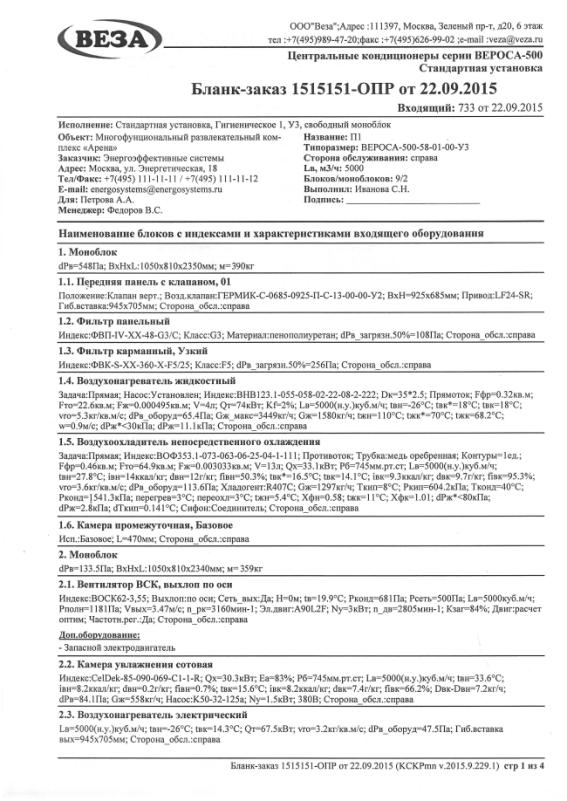 ВЕЗА
ООО"Веза";Адрес :111397, Москва, Зеленый пр-т, д20, 6 этаж
тел :+7(495)989-47-20;факс :+7(495)626-99-02 ;e-mail :veza@veza.ru
Центральные кондиционеры серии ВЕРОСА-500
Стандартная установка
Бланк-заказ 1515151-ОПР от 22.09.2015
Входящий: 733 от 22.09.2015
Исполнение: Стандартная установка, Гигиеническое 1, У3, свободный моноблок
Объект: Многофунциональный развлекательный ком-
плекс «Арена»
Заказчик: Энергоэффективные системы
Адрес: Москва, ул. Энергетическая, 18
Тел/Факс: +7(495) 111-11-11 / +7(495) 111-11-12
E-mail: energosystems@energosystems.ru
Для: Петрова А.А.
Менеджер: Федоров В.С.
Название: П1
Типоразмер: ВЕРОСА-500-58-01-00-У3
Сторона обслуживания: справа
Lв, м3/ч: 5000
Блоков/моноблоков: 9/2
Выполнил: Иванова С.Н.
Подпись:
Наименование блоков с индексами и характеристиками входящего оборудования
1. Моноблок
dPв=548Па; BxHxL:1050x810x2350мм; м=390кг
1.1. Передняя панель с клапаном, 01
Положение:Клапан верт.; Возд.клапан:ГЕРМИК-С-0685-0925-П-С-13-00-00-У2; ВxН=925x685мм; Привод:LF24-SR;
Гиб.вставка:945x705мм; Сторона_обсл.:справа
1.2. Фильтр панельный
Индекс:ФВП-IV-XX-48-G3/C; Класс:G3; Материал:пенополиуретан; dPв_загрязн.50%=108Па; Сторона_обсл.:справа
1.3. Фильтр карманный, Узкий
Индекс:ФВК-S-XX-360-X-F5/25; Класс:F5; dPв_загрязн.50%=256Па; Сторона_обсл.:справа
1.4. Воздухонагреватель жидкостный
Задача:Прямая; Насос:Установлен; Индекс:ВНВ123.1-055-058-02-22-08-2-222; Dк=35*2.5; Прямоток; Fфр=0.32кв.м;
Fто=22.6кв.м; Fж=0.000495кв.м; V=4л; Qт=74кВт; Kf=2%; Lв=5000(н.у.)куб.м/ч; tвн=-26°C; tвк*=18°C; tвк=18°C;
vro=5.3кг/кв.м/с; dPв_оборуд=65.4Па; Gж_макс=3449кг/ч; Gж=1580кг/ч; tжн=110°C; tжк*=70°C; tжк=68.2°C;
w=0.9м/с; dPж*<30кПа; dPж=11.1кПа; Сторона_обсл.:справа
1.5. Воздухоохладитель непосредственного охлаждения
Задача:Прямая; Индекс:ВОФ353.1-073-063-06-25-04-1-111; Противоток; Трубка:медь оребренная; Контуры=1ед.;
Fфр=0.46кв.м; Fто=64.9кв.м; Fж=0.003033кв.м; V=13л; Qх=33.1кВт; Рб=745мм.рт.ст; Lв=5000(н.у.)куб.м/ч;
tвн=27.8°C; iвн=14ккал/кг; dвн=12г/кг; fiвн=50.3%; tвк*=16.5°C; tвк=14.1°C; iвк=9.3ккал/кг; dвк=9.7г/кг; fiвк=95.3%;
vro=3.6кг/кв.м/с; dPв_оборуд=113.6Па; Хладогент:R407C; Gж=1297кг/ч; Ткип=8°C; Ркип=604.2кПа; Тконд=40°C;
Рконд=1541.3кПа; перегрев=3°C; переохл=3°C; tжн=5.4°C; Хфн=0.58; tжк=11°C; Хфк=1.01; dPж*<80кПа;
dPж=2.8кПа; dТкип=0.141°C; Сифон:Соединитель; Сторона_обсл.:справа
1.6. Камера промежуточная, Базовое
Исп.:Базовое; L=470мм; Сторона_обсл.:справа
2. Моноблок
dPв=133.5Па; BxHxL:1050x810x2340мм; м=359кг
2.1. Вентилятор ВСК, выхлоп по оси
Индекс:ВОСК62-3,55; Выхлоп:по оси; Сеть_вых:Да; Н=0м; tв=19.9°C; Рконд=681Па; Рсеть=500Па; Lв=5000куб.м/ч;
Рполн=1181Па; Vвых=3.47м/с; n_рк=3160мин-1; Эл.двиг:А90L2F; Ny=3кВт; n_дв=2805мин-1; Кзаг=84%; Двиг:расчет
оптим; Частотн.рег.:Да; Сторона_обсл.:справа
Доп.оборудование:
- Запасной электродвигатель
2.2. Камера увлажнения сотовая
Индекс:CelDek-85-090-069-C1-1-R; Qх=30.3кВт; Еа=83%; Рб=745мм.рт.ст; Lв=5000(н.у.)куб.м/ч; tвн=33.6°C;
iвн=8.2ккал/кг; dвн=0.2г/кг; fiвн=0.7%; tвк=15.6°C; iвк=8.2ккал/кг; dвк=7.4г/кг; fiвк=66.2%; Dвк-Dвн=7.2г/кг;
dPв=84.1Па; Gж=558кг/ч; Насос:K50-32-125а; Ny=1.5кВт; 380В; Сторона_обсл.:справа
2.3. Воздухонагреватель электрический
Lв=5000(н.у.)куб.м/ч; tвн=-26°C; tвк=14.3°C; Qт=67.5кВт; vro=3.2кг/кв.м/с; dPв_оборуд=47.5Па; Гиб.вставка
вых=945x705мм; Сторона_обсл.:справа
Бланк-заказ 1515151-ОПР от 22.09.2015 (KCKPmn v.2015.9.229.1) стр 1 из 4